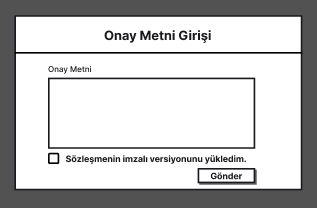 Onay Metni Girişi
Onay Metni
Sözleşmenin imzalı versiyonunu yükledim.
Gönder